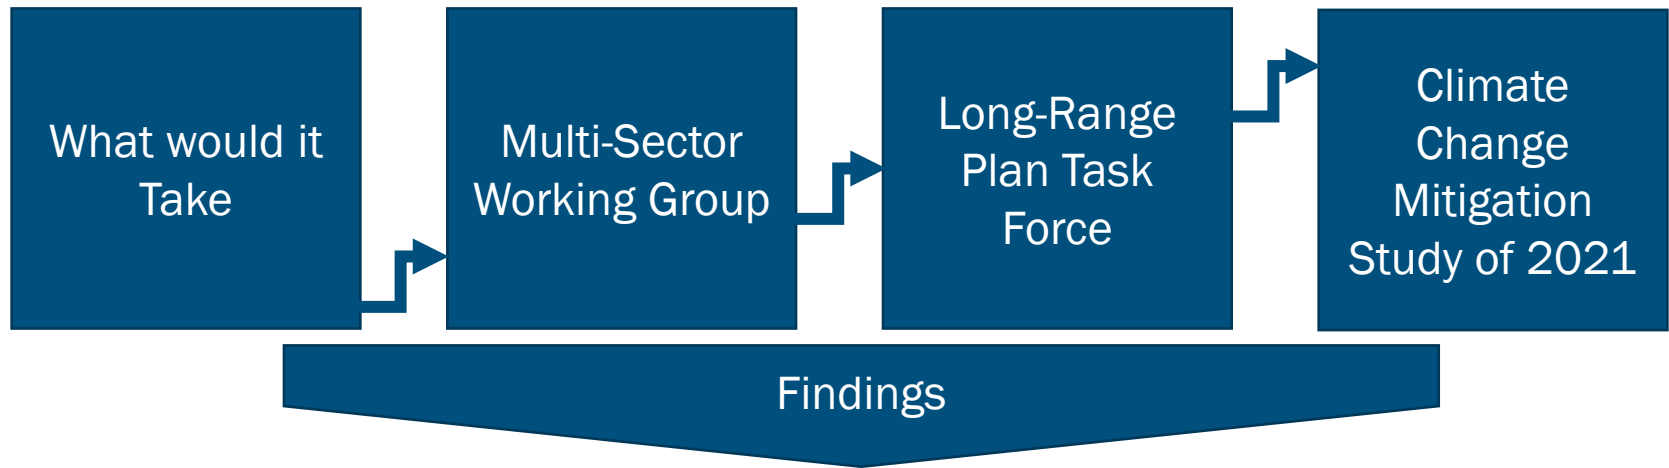 What would it
Take
Multi-Sector
Working Group
Long-Range
Plan Task
Force
Climate
Change
Mitigation
Study of 2021
Findings